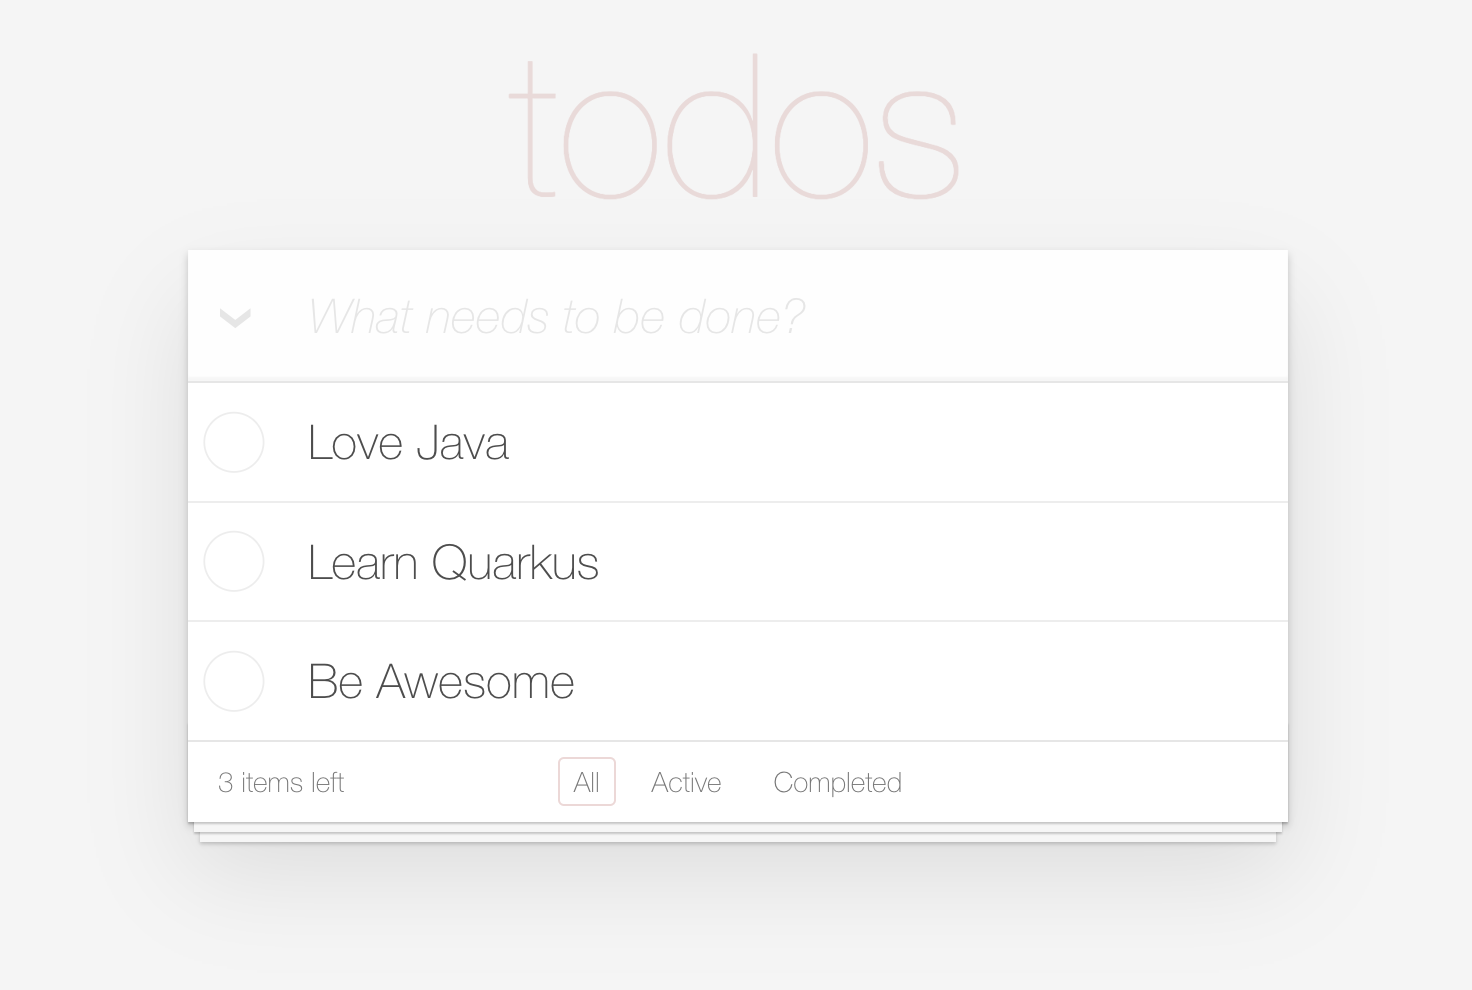 todos
What needs to be done?
Love Java
Learn Quarkus
Be Awesome
3 items left All Active Completed